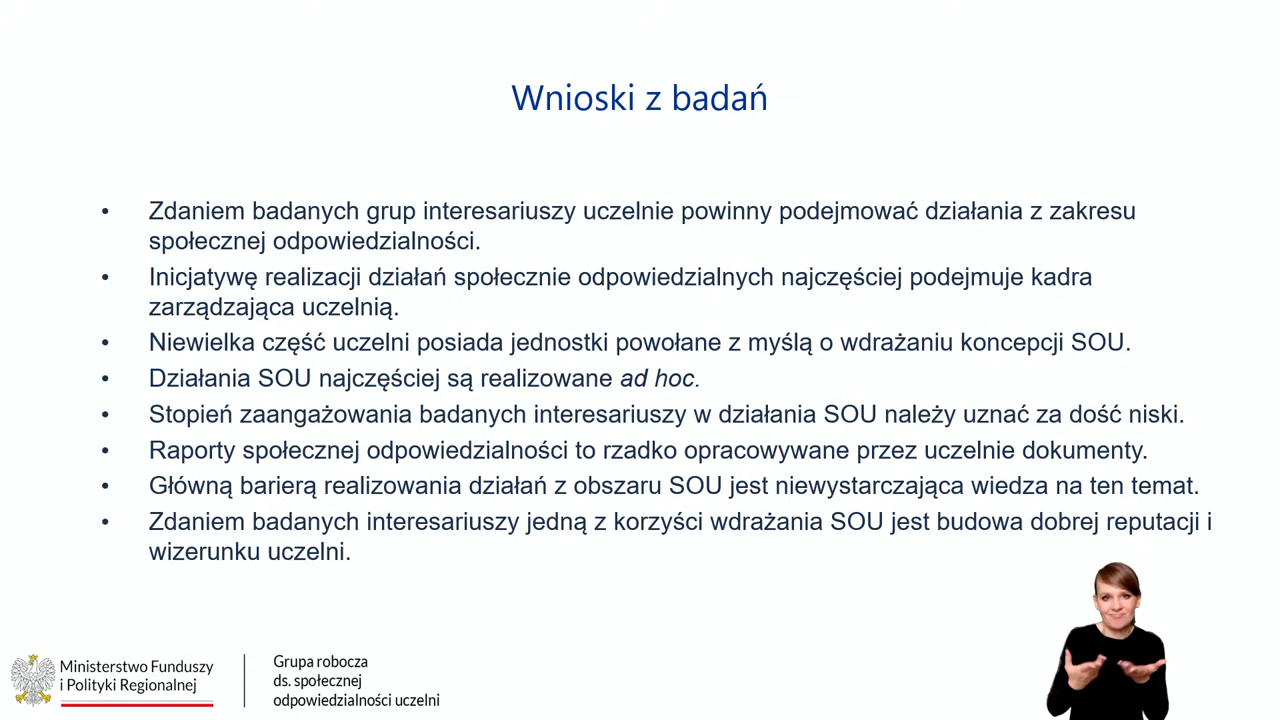 Wnioski z badań
• Zdaniem badanych grup interesariuszy uczelnie powinny podejmować działania z zakresu
społecznej odpowiedzialności.
• Inicjatywę realizacji działań społecznie odpowiedzialnych najczęściej podejmuje kadra
zarządzająca uczelnią.
• Niewielka część uczelni posiada jednostki powołane z myślą o wdrażaniu koncepcji SOU.
• Działania SOU najczęściej są realizowane ad hoc.
• Stopień zaangażowania badanych interesariuszy w działania SOU należy uznać za dość niski.
• Raporty społecznej odpowiedzialności to rzadko opracowywane przez uczelnie dokumenty.
• Główną barierą realizowania działań z obszaru SOU jest niewystarczająca wiedza na ten temat.
• Zdaniem badanych interesariuszy jedną z korzyści wdrażania SOU jest budowa dobrej reputacji i
wizerunku uczelni.
Ministerstwo Funduszy
i Polityki Regionalnej
Grupa robocza
ds. społecznej
odpowiedzialności uczelni